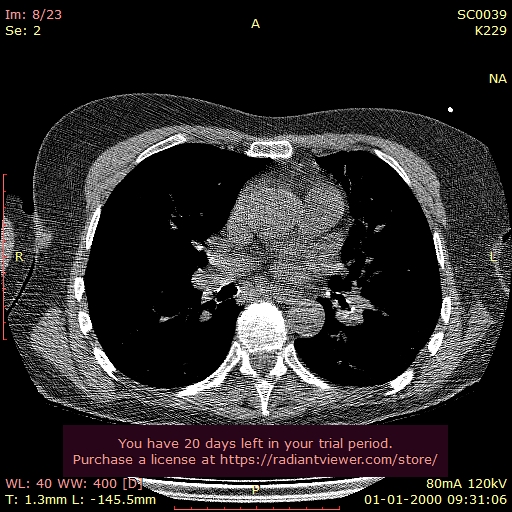 Im: 8/23
Se: 2
A
SC0039
K229
NA
R
L
You have 20 days left in your trial period.
Purchase a license at https://radiantviewer.com/store/
WL: 40 WW: 400 [D]
T: 1.3mm L: -145.5mm
P
80mA 120kV
01-01-2000 09:31:06